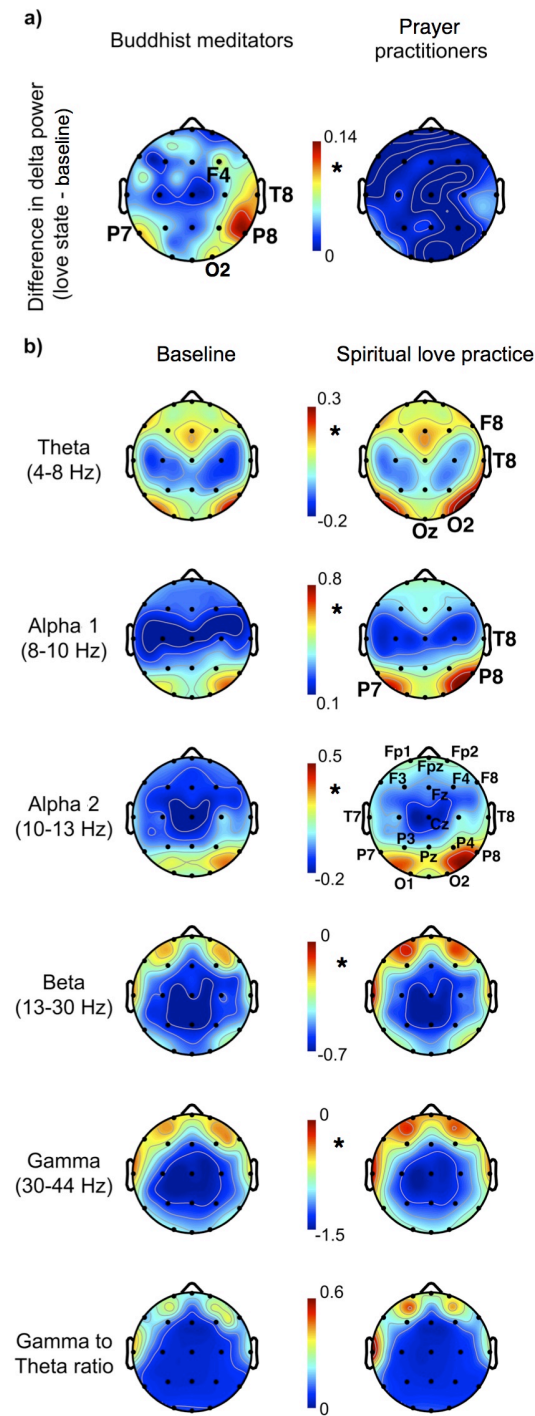 a)
Buddhist meditators
Prayer
practitioners
Difference in delta power
(love state - baseline)
F4
T8
P7
P8
O2
0.14
*
0
b)
Baseline
Spiritual love practice
Theta
(4-8 Hz)
0.3
*
-0.2
F8
T8
Oz O2
Alpha 1
(8-10 Hz)
0.8
*
0.1
T8
P7
P8
Alpha 2
(10-13 Hz)
0.5
*
-0.2
Fp1 Fpz Fp2
F3 Fz F4 F8
T7 Cz T8
P7 P3 Pz P4 P8
O1 O2
Beta
(13-30 Hz)
0
*
-0.7
Gamma
(30-44 Hz)
0
*
-1.5
Gamma to
Theta ratio
0.6
0